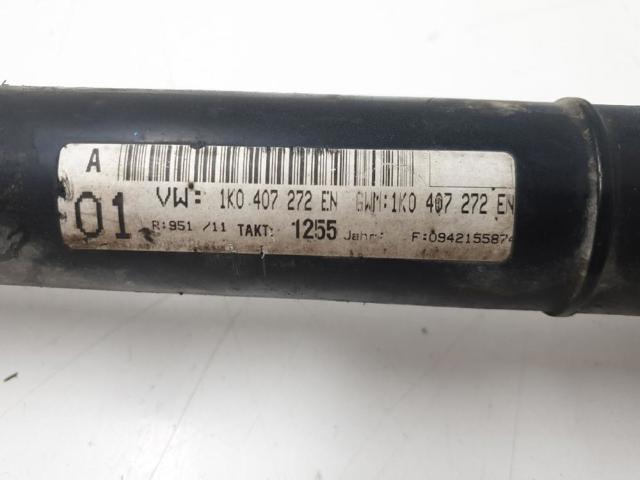 A
01 VW: 1K0 407 272 EN GWM:1K0 407 272 EN
R:951 /11 TAKT: 1255 Jahr: F:0942155874